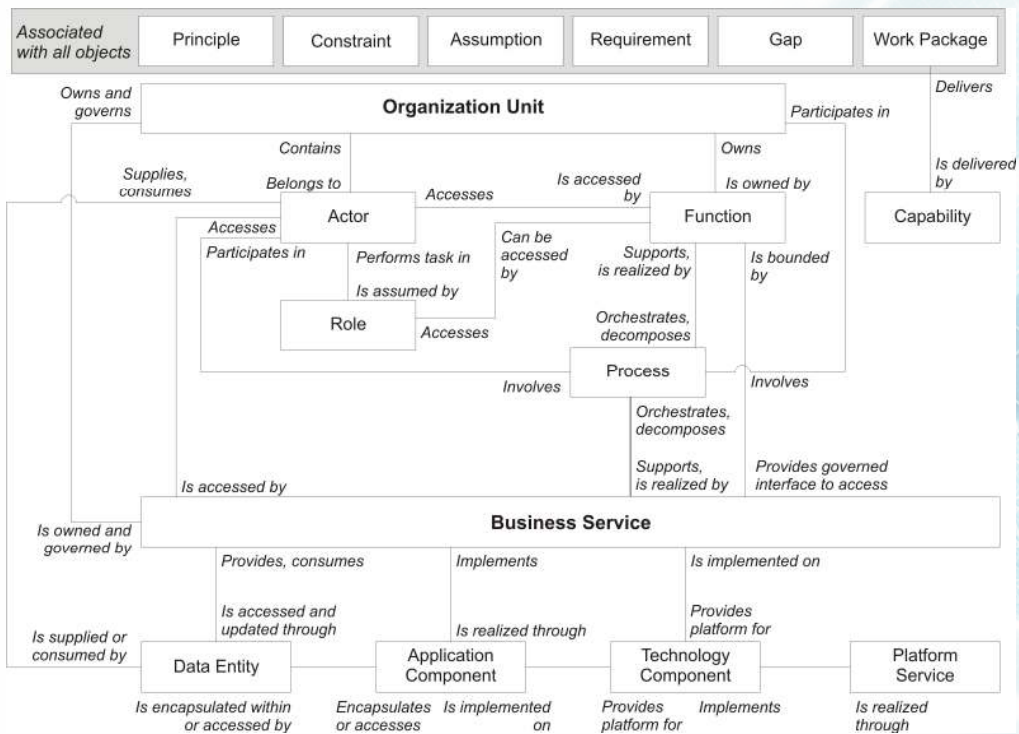 Associated
with all objects
Principle
Constraint
Assumption
Requirement
Gap
Work Package
Owns and
governs
Organization Unit
Participates in
Delivers
Contains
Owns
Supplies,
consumes
Belongs to
Accesses
Is accessed
by
Is owned by
Is delivered
by
Actor
Function
Capability
Accesses
Participates in
Performs task in
Can be
accessed
by
Supports,
is realized by
Is bounded
by
Is assumed by
Role
Accesses
Orchestrates,
decomposes
Process
Involves
Involves
Orchestrates,
decomposes
Supports,
is realized by
Provides governed
interface to access
Is accessed by
Business Service
Is owned and
governed by
Provides, consumes
Implements
Is implemented on
Is accessed and
updated through
Is realized through
Provides
platform for
Is supplied or
consumed by
Data Entity
Application
Component
Technology
Component
Platform
Service
Is encapsulated within
or accessed by
Encapsulates
or accesses
Is implemented
on
Provides
platform for
Implements
Is realized
through